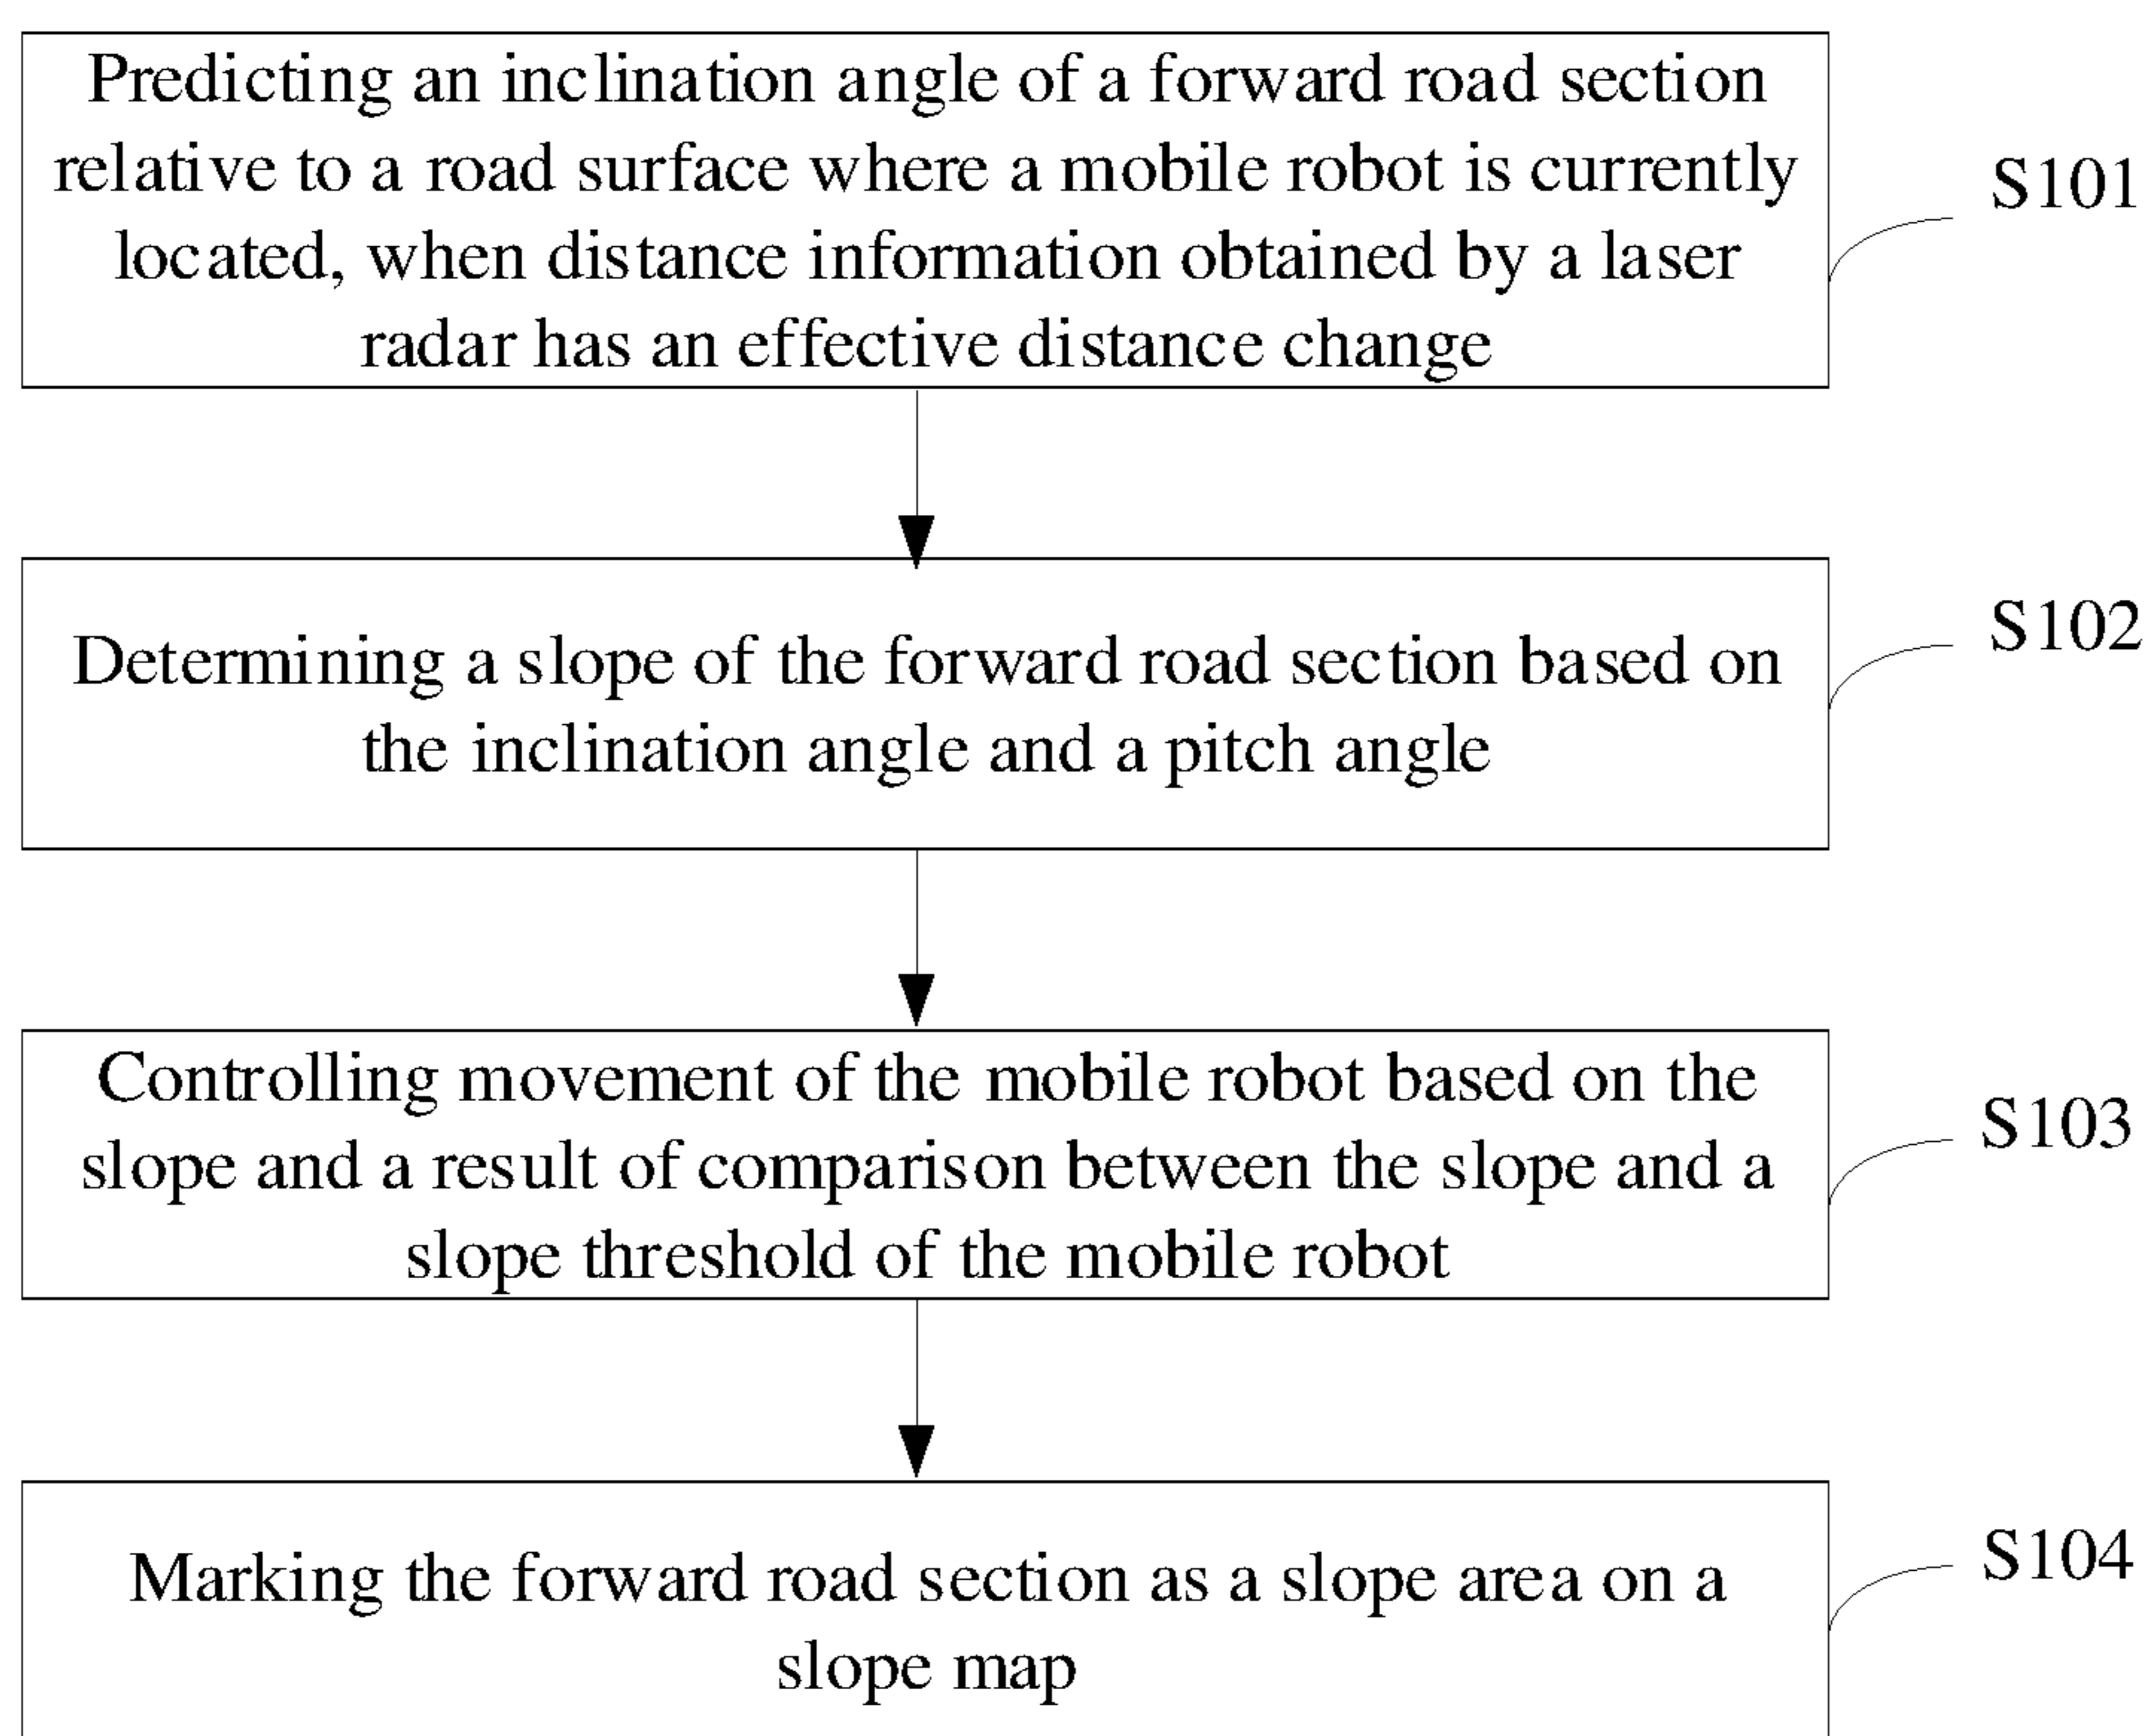 Predicting an inclination angle of a forward road section
relative to a road surface where a mobile robot is currently
located, when distance information obtained by a laser
radar has an effective distance change
S101
Determining a slope of the forward road section based on
the inclination angle and a pitch angle
S102
Controlling movement of the mobile robot based on the
slope and a result of comparison between the slope and a
slope threshold of the mobile robot
S103
Marking the forward road section as a slope area on a
slope map
S104